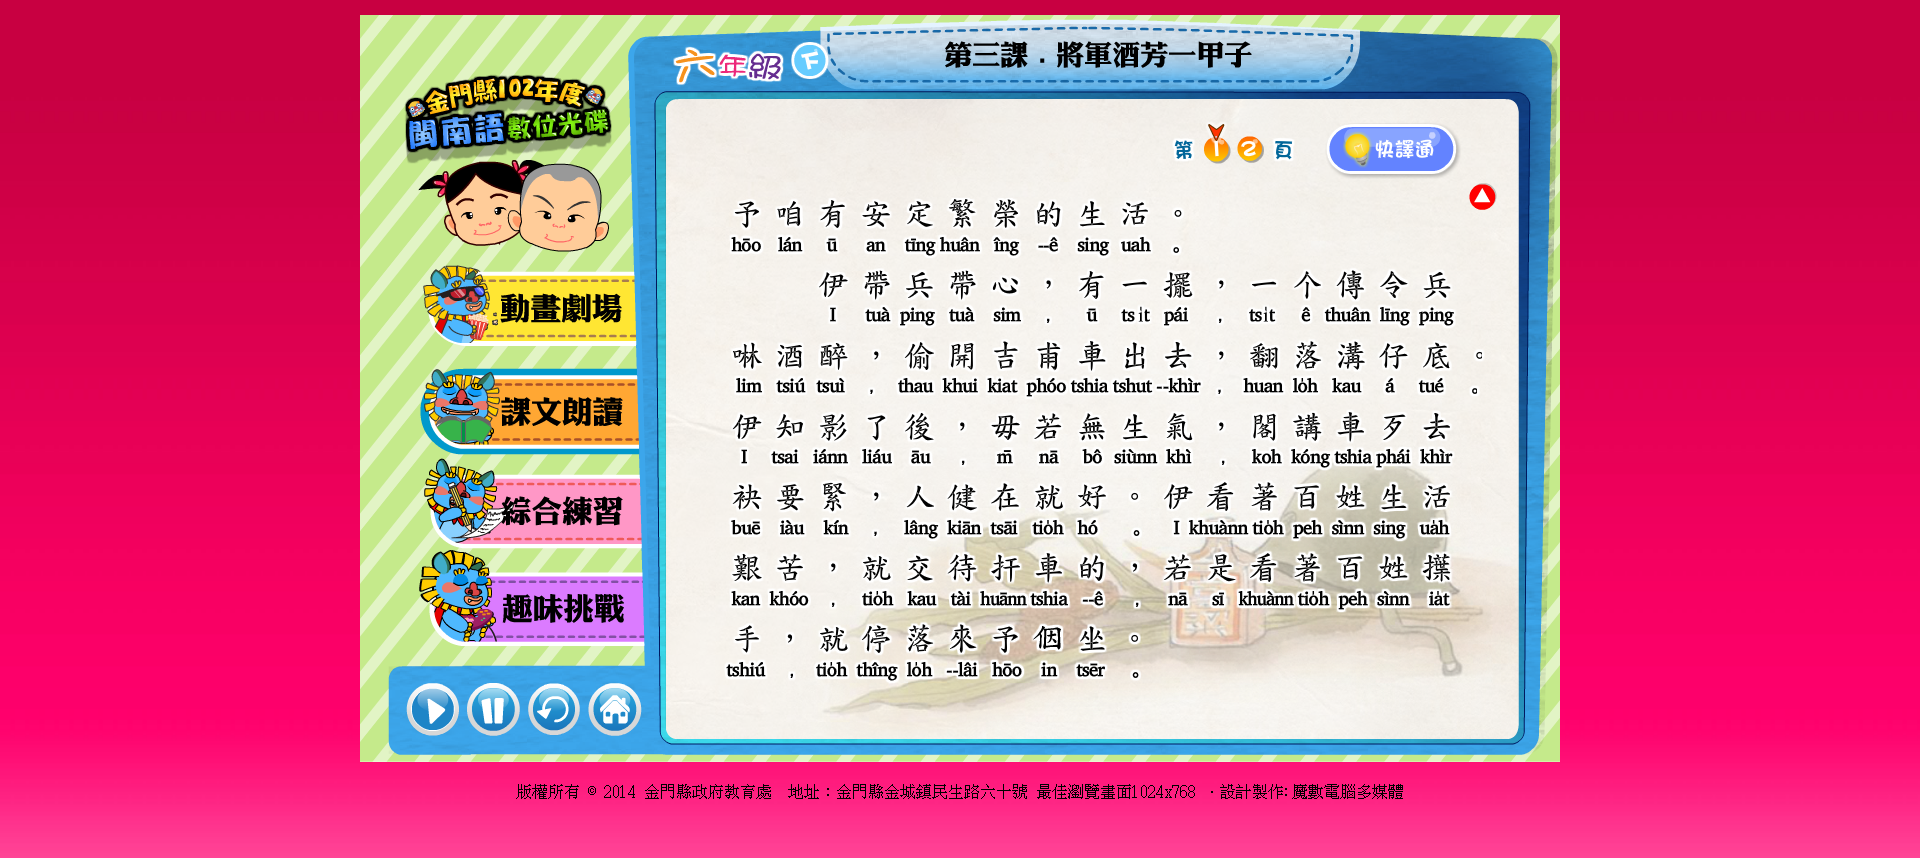 六年級 下
第三課．將軍酒芳一甲子
金門縣102年度
閩南語數位光碟
第 1 2 頁
快譯通
動畫劇場
課文朗讀
綜合練習
趣味挑戰
予咱有安定繁榮的生活。
hōo lán ū an tīng huân îng --ê sing uah 。
伊帶兵帶心，有一擺，一个傳令兵
I tuà ping tuà sim , ū tsit pái , tsit ê thuân līng ping
啉酒醉，偷開吉甫車出去，翻落溝仔底。
lim tsiú tsuì , thau khui kiat phóo tshia tshut --khìr , huan lo̍h kau á tué 。
伊知影了後，毋若無生氣，閣講車歹去
I tsai iánn liáu āu , m̄ nā bô siùnn khì , koh kóng tshia phái khìr
袂要緊，人健在就好。伊看著百姓生活
buē iàu kín , lâng kiān tsāi tio̍h hó 。 I khuànn tio̍h peh sìnn sing ua̍h
艱苦，就交待扞車的，若是看著百姓擛
kan khóo , tio̍h kau tài huānn tshia --ê , nā sī khuànn tio̍h peh sìnn ia̍t
手，就停落來予𪜶坐。
tshiú , tio̍h thîng lo̍h --lâi hōo in tsēr 。
版權所有 © 2014 金門縣政府教育處 地址：金門縣金城鎮民生路六十號 最佳瀏覽畫面1024x768 ．設計製作:魔數電腦多媒體